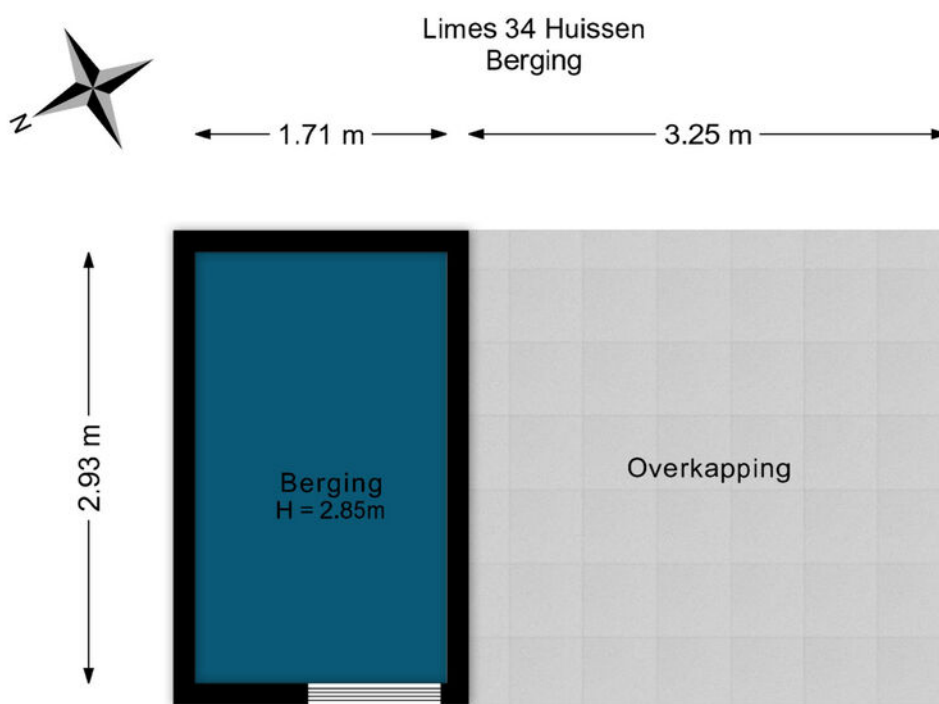 Limes 34 Huissen
Berging
N
1.71 m
3.25 m
2.93 m
Berging
H = 2.85m
Overkapping